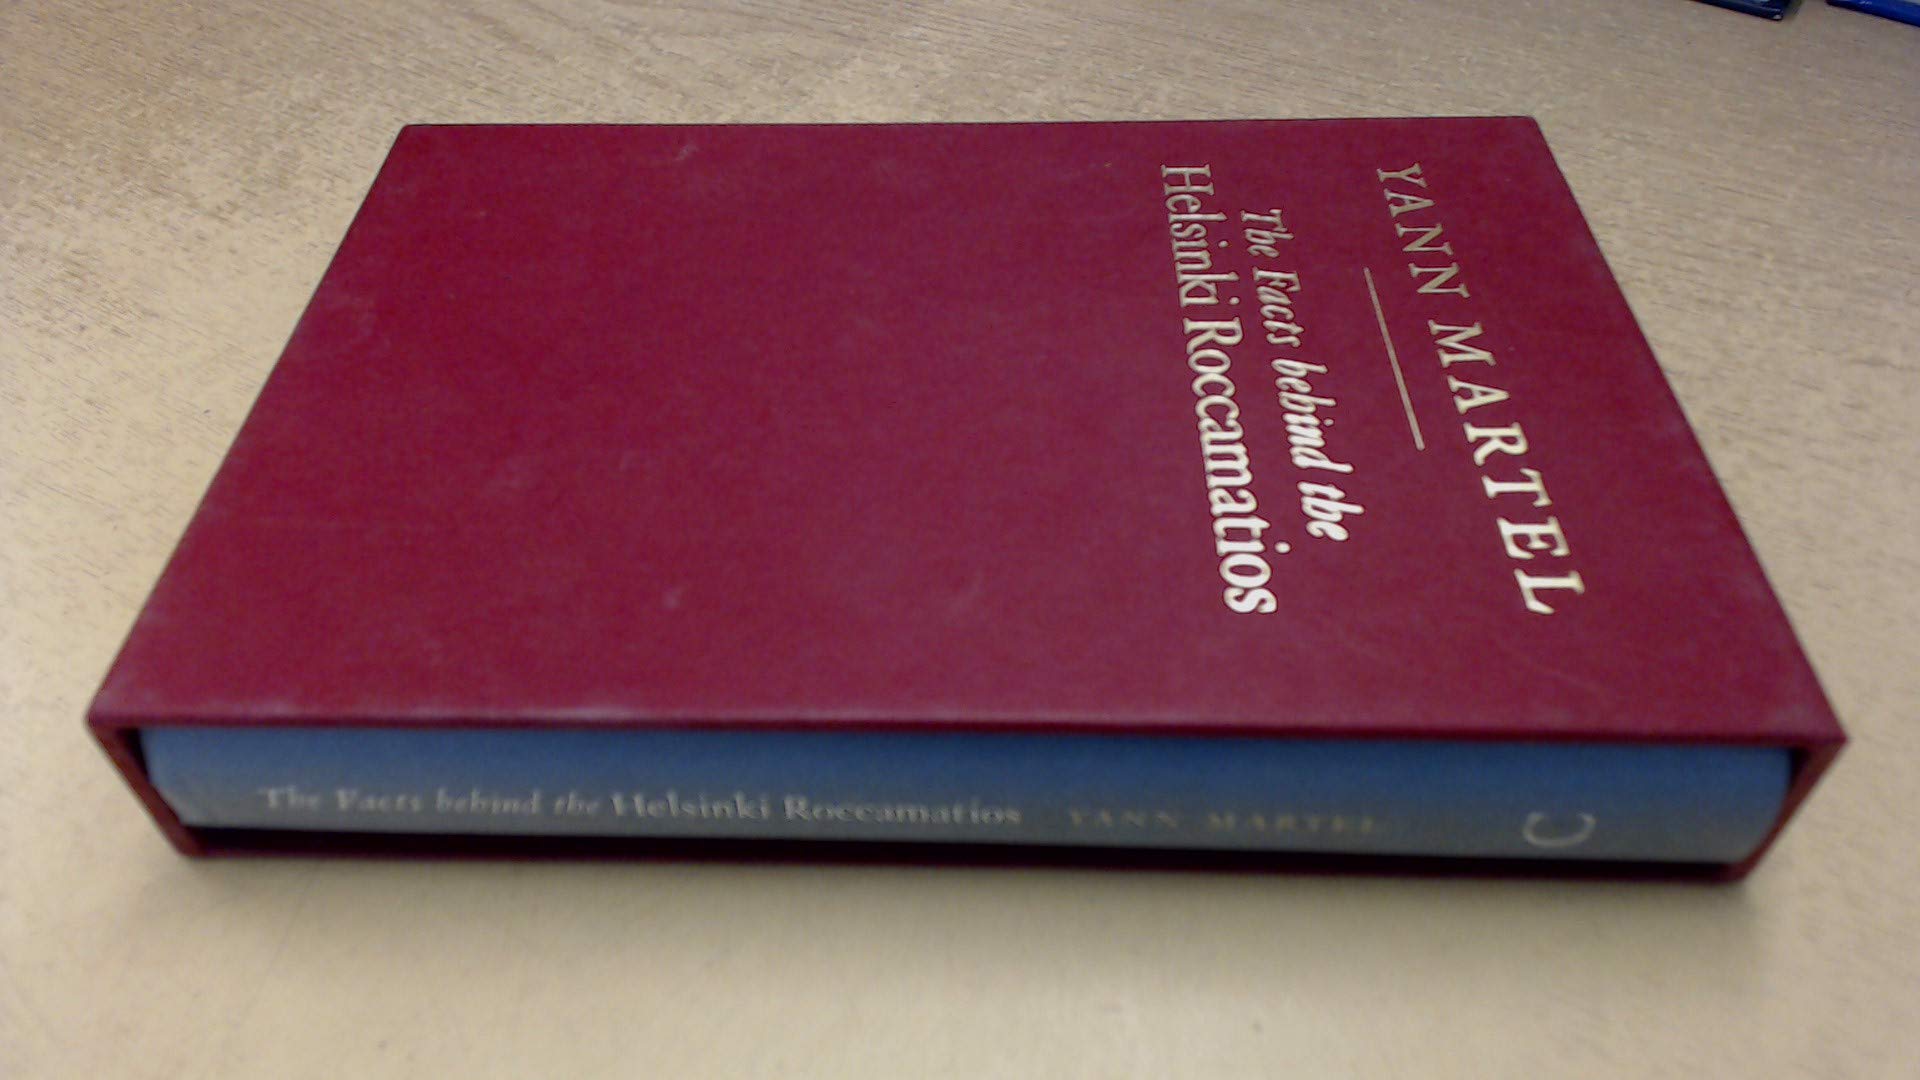 YANN MARTEL
The Facts behind the
Helsinki Roccamatios
The Facts behind the Helsinki Roccamatios YANN MARTEL